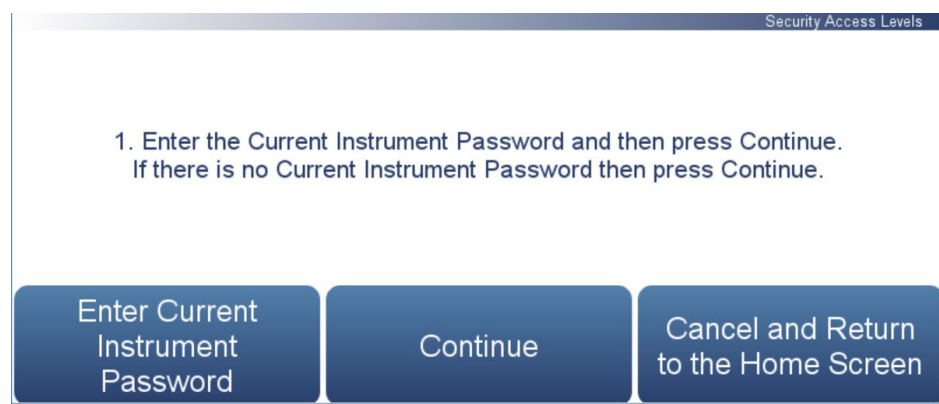 Security Access Levels
1. Enter the Current Instrument Password and then press Continue.
If there is no Current Instrument Password then press Continue.
Enter Current
Instrument
Password
Continue
Cancel and Return
to the Home Screen